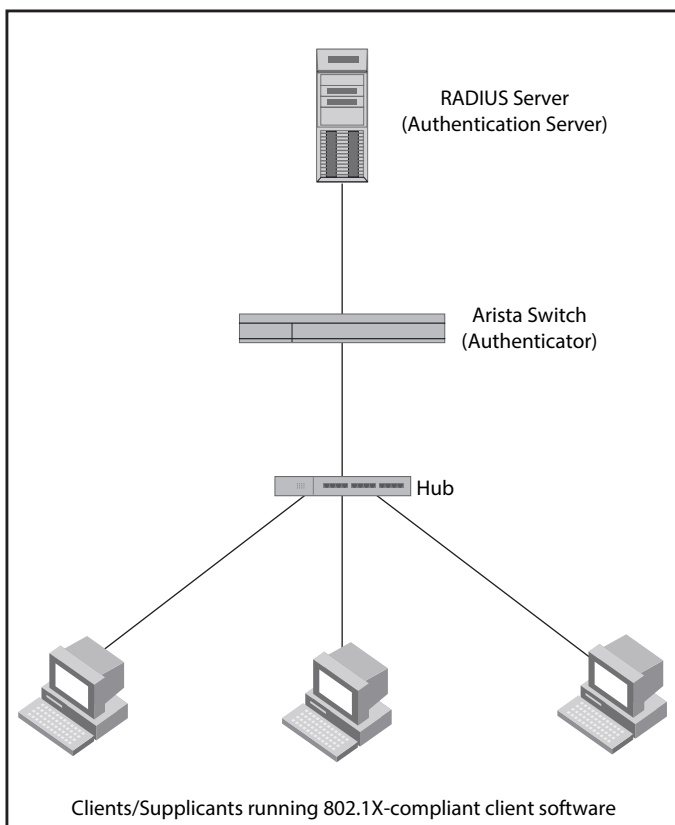 RADIUS Server
(Authentication Server)
Arista Switch
(Authenticator)
Hub
Clients/Supplicants running 802.1X-compliant client software